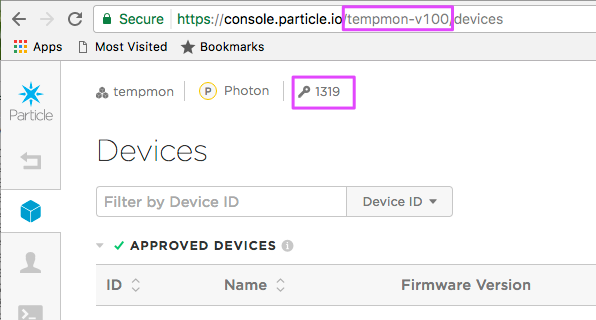 Secure https://console.particle.io/tempmon-v100/devices
Apps Most Visited Bookmarks
Particle
tempmon P Photon 1319
Devices
Filter by Device ID Device ID
APPROVED DEVICES i
ID Name Firmware Version